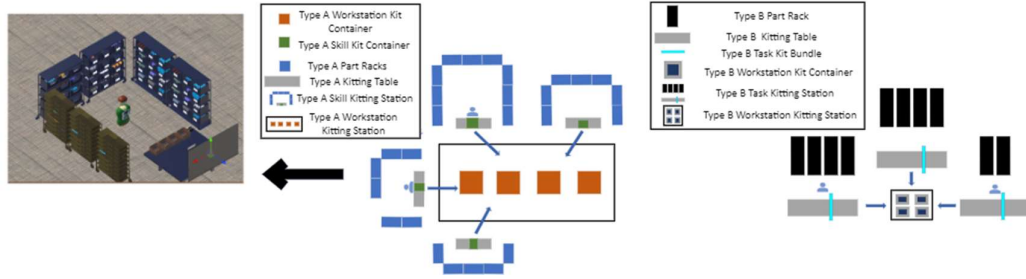 Type A Workstation Kit
Container
Type A Skill Kit Container
Type A Part Racks
Type A Kitting Table
Type A Skill Kitting Station
Type A Workstation
Kitting Station
Type B Part Rack
Type B Kitting Table
Type B Task Kit Bundle
Type B Workstation Kit Container
Type B Task Kitting Station
Type B Workstation Kitting Station